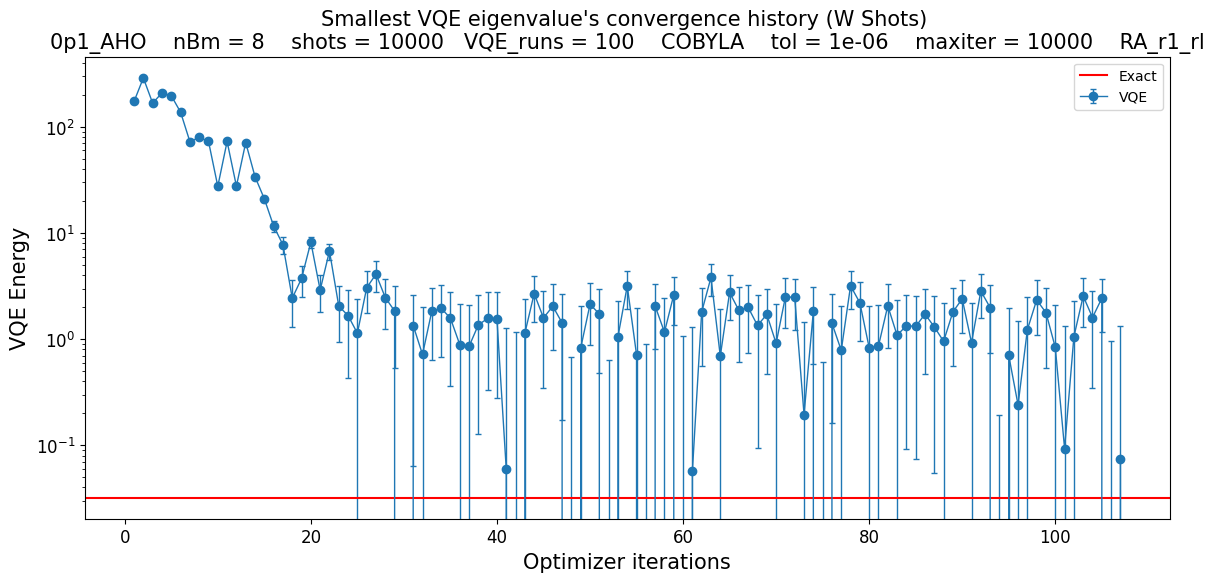 Smallest VQE eigenvalue's convergence history (W Shots)
0p1_AHO    nBm = 8    shots = 10000   VQE_runs = 100    COBYLA    tol = 1e-06    maxiter = 10000    RA_r1_rl
Exact
VQE
VQE Energy
10²
10¹
10⁰
10⁻¹
0 20 40 60 80 100
Optimizer iterations